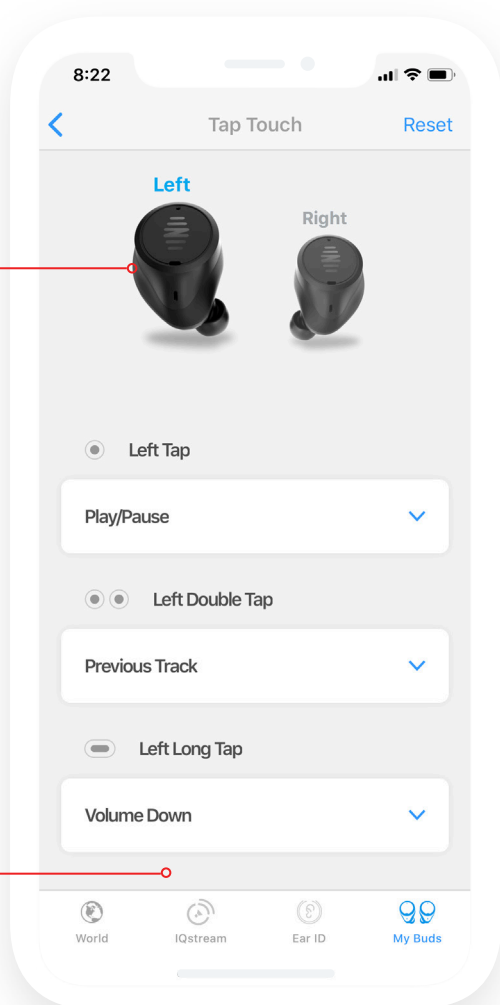 8:22
Tap Touch
Reset
Left
Right
Left Tap
Play/Pause
Left Double Tap
Previous Track
Left Long Tap
Volume Down
World
IQstream
Ear ID
My Buds